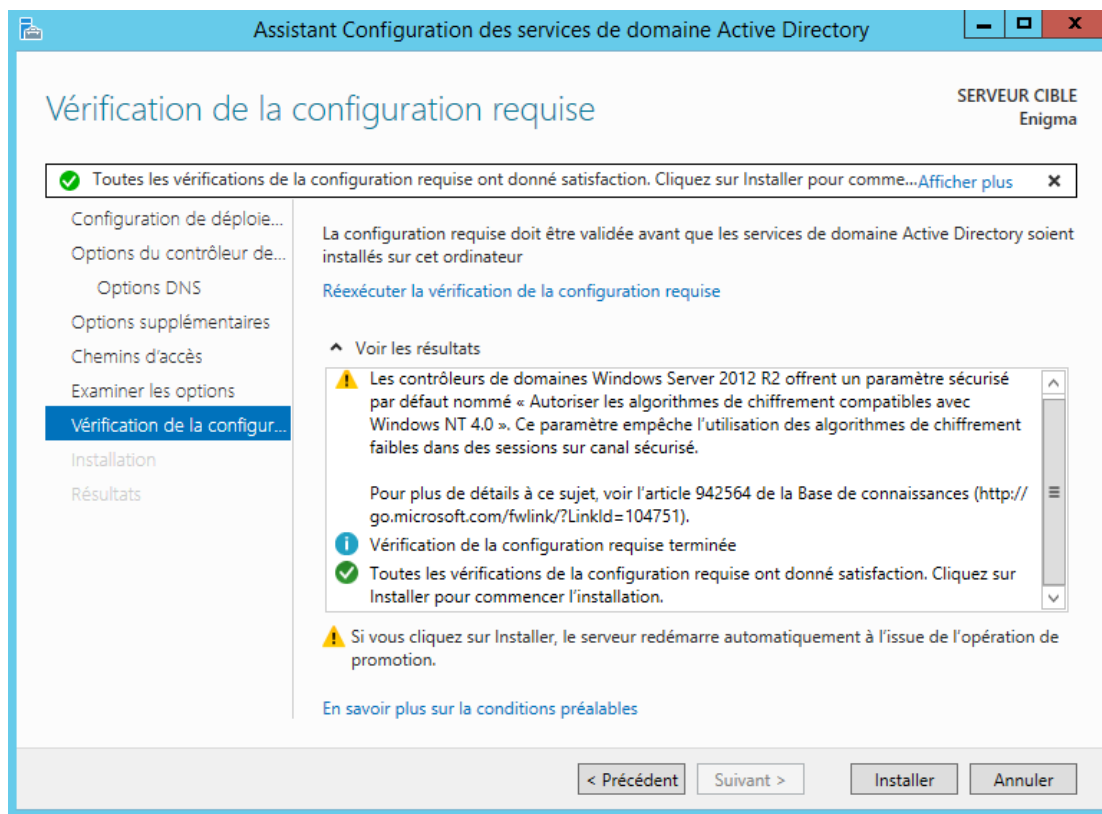 Assistant Configuration des services de domaine Active Directory
Vérification de la configuration requise
SERVEUR CIBLE
Enigma
Toutes les vérifications de la configuration requise ont donné satisfaction. Cliquez sur Installer pour comme...Afficher plus
Configuration de déploie...
Options du contrôleur de...
Options DNS
Options supplémentaires
Chemins d'accès
Examiner les options
Vérification de la configur...
Installation
Résultats
La configuration requise doit être validée avant que les services de domaine Active Directory soient
installés sur cet ordinateur
Réexécuter la vérification de la configuration requise
Voir les résultats
Les contrôleurs de domaines Windows Server 2012 R2 offrent un paramètre sécurisé
par défaut nommé « Autoriser les algorithmes de chiffrement compatibles avec
Windows NT 4.0 ». Ce paramètre empêche l'utilisation des algorithmes de chiffrement
faibles dans des sessions sur canal sécurisé.
Pour plus de détails à ce sujet, voir l'article 942564 de la Base de connaissances (http://
go.microsoft.com/fwlink/?LinkId=104751).
Vérification de la configuration requise terminée
Toutes les vérifications de la configuration requise ont donné satisfaction. Cliquez sur
Installer pour commencer l'installation.
Si vous cliquez sur Installer, le serveur redémarre automatiquement à l'issue de l'opération de
promotion.
En savoir plus sur la conditions préalables
< Précédent
Suivant >
Installer
Annuler